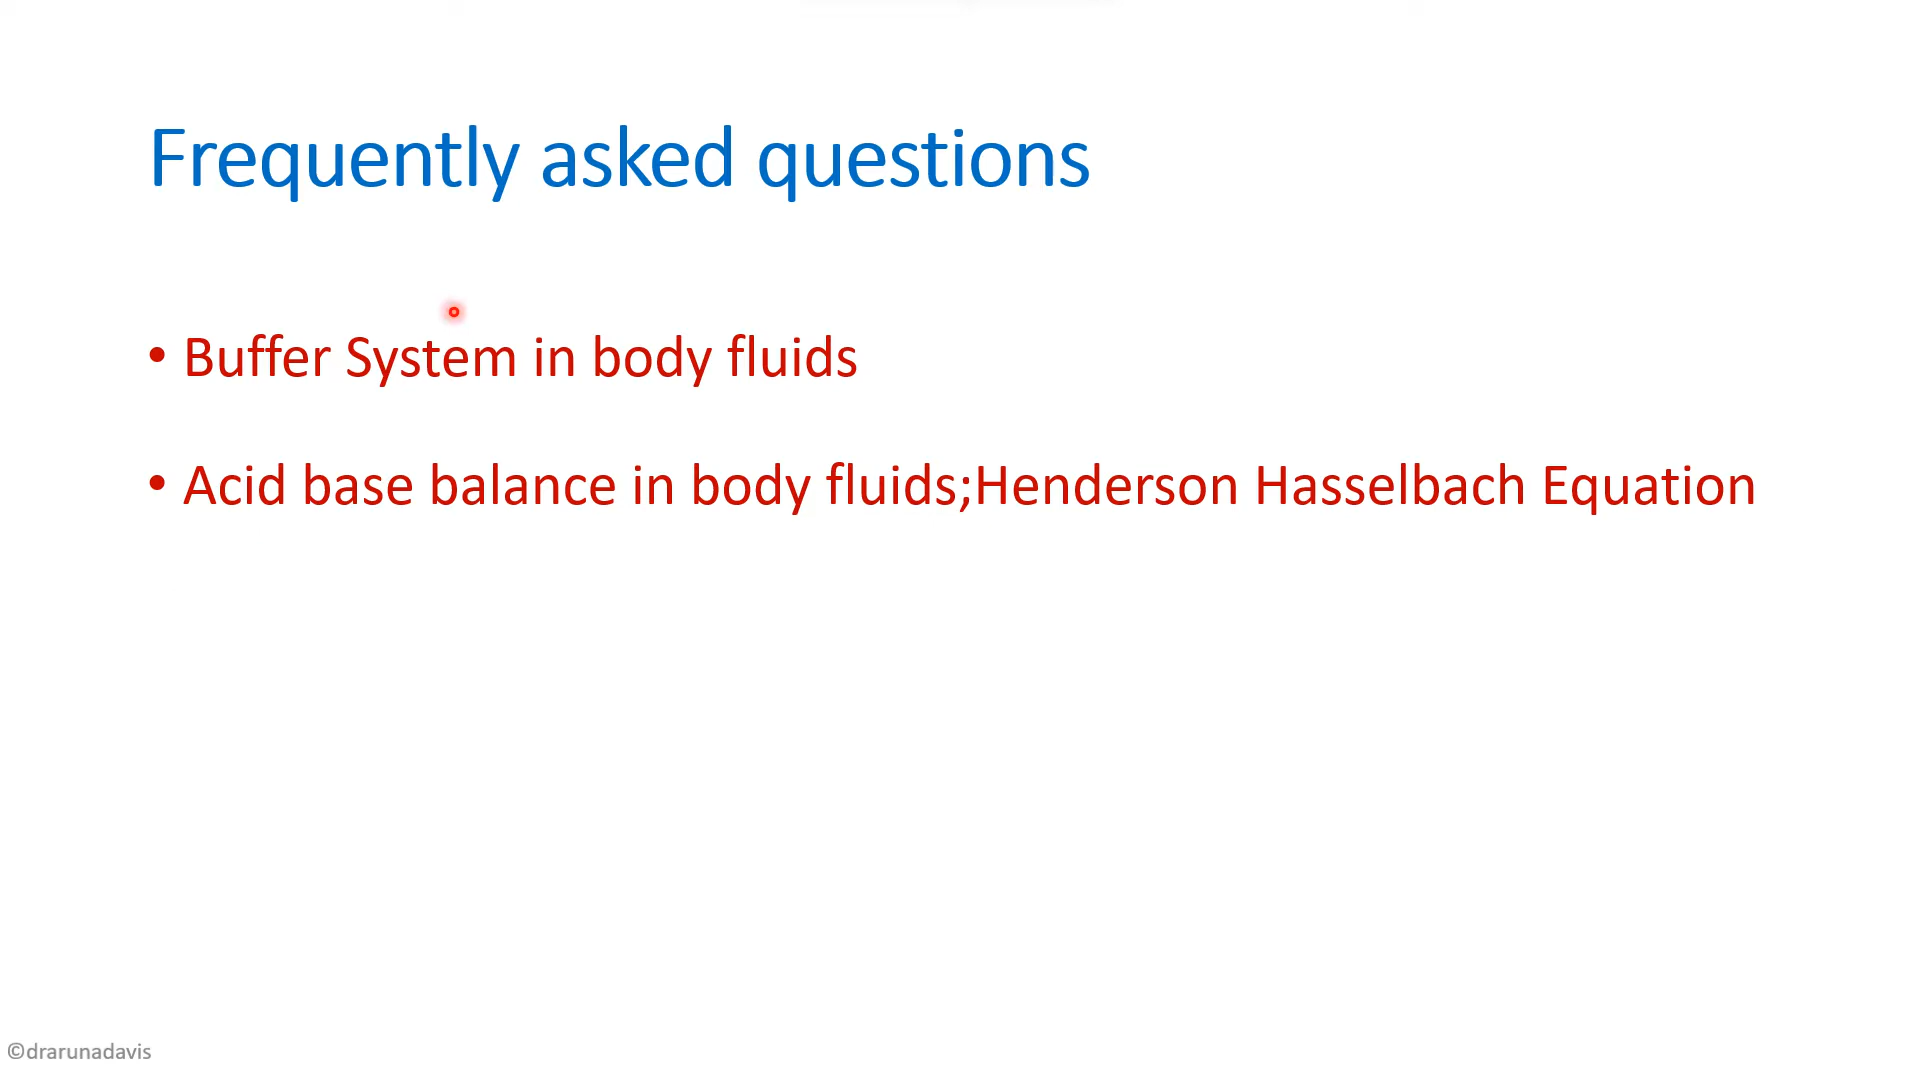 Frequently asked questions
• Buffer System in body fluids
• Acid base balance in body fluids;Henderson Hasselbach Equation
©drarunadavis